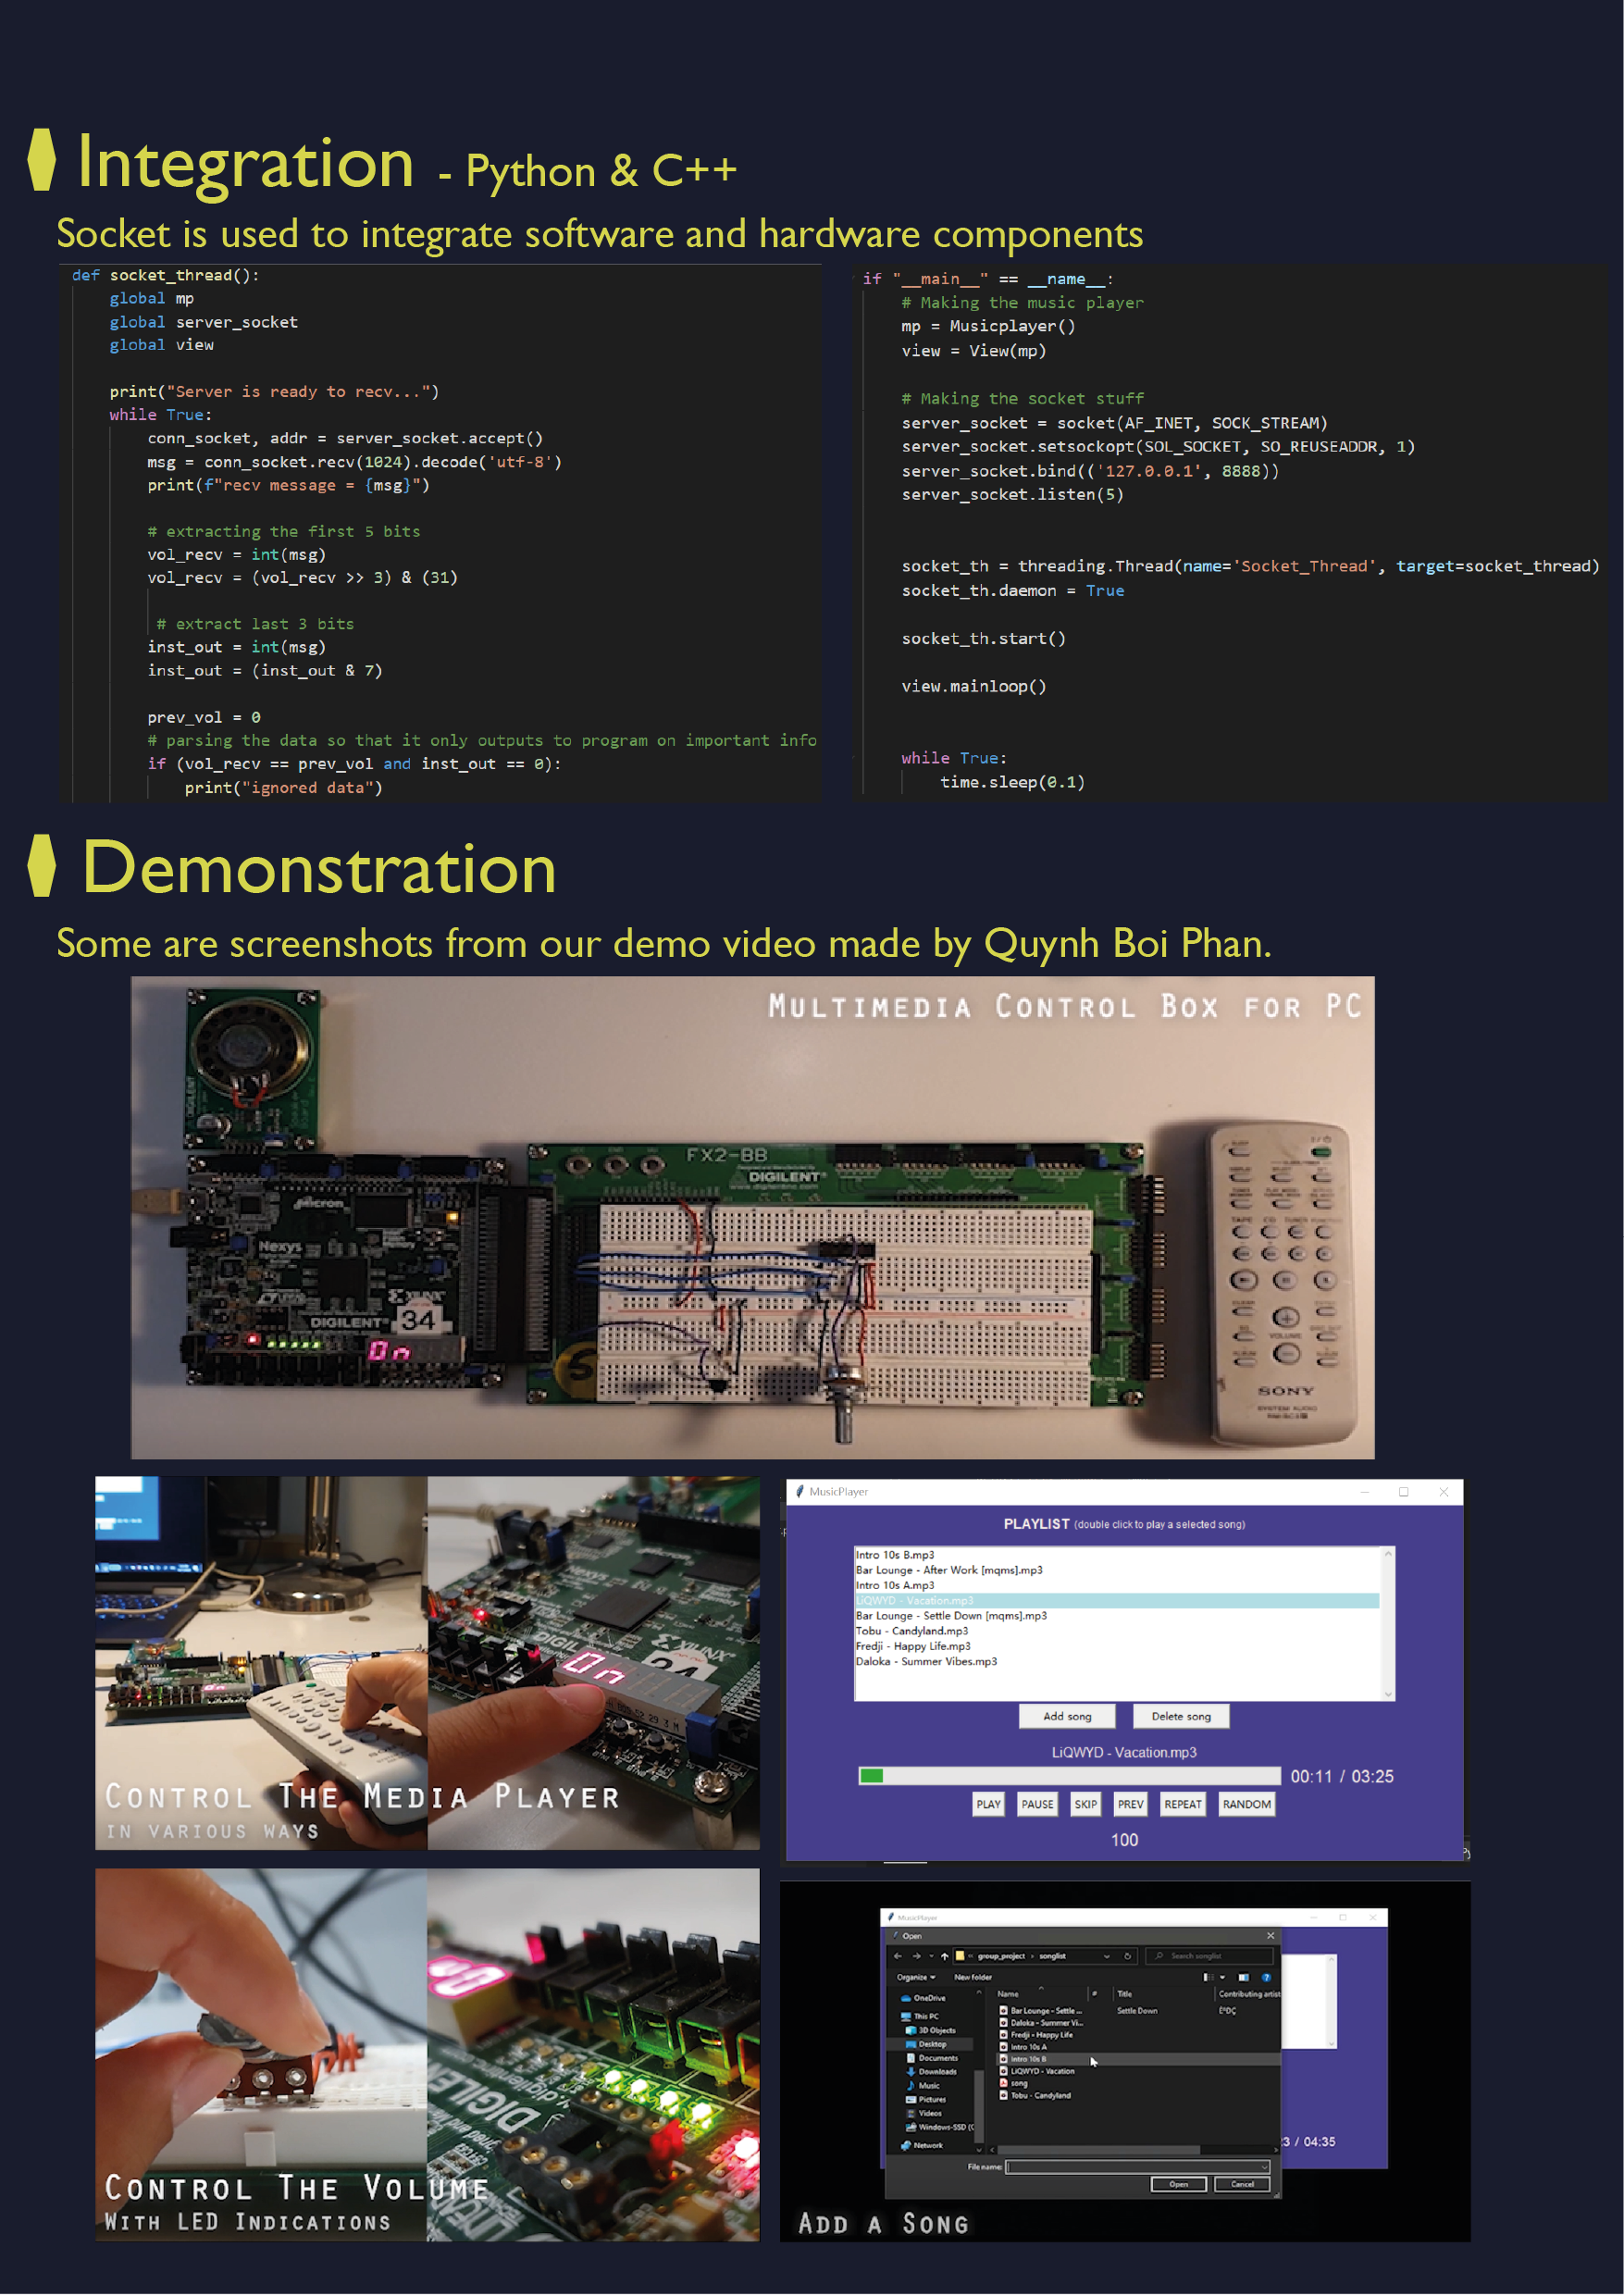 Integration - Python & C++
Socket is used to integrate software and hardware components
def socket_thread():
global mp
global server_socket
global view
print("Server is ready to recv...")
while True:
conn_socket, addr = server_socket.accept()
msg = conn_socket.recv(1024).decode('utf-8')
print(f"recv message = {msg}")
# extracting the first 5 bits
vol_recv = int(msg)
vol_recv = (vol_recv >> 3) & (31)
# extract last 3 bits
inst_out = int(msg)
inst_out = (inst_out & 7)
prev_vol = 0
# parsing the data so that it only outputs to program on important info
if (vol_recv == prev_vol and inst_out == 0):
print("ignored data")
if "__main__" == __name__:
# Making the music player
mp = Musicplayer()
view = View(mp)
# Making the socket stuff
server_socket = socket(AF_INET, SOCK_STREAM)
server_socket.setsockopt(SOL_SOCKET, SO_REUSEADDR, 1)
server_socket.bind(('127.0.0.1', 8888))
server_socket.listen(5)
socket_th = threading.Thread(name='Socket_Thread', target=socket_thread)
socket_th.daemon = True
socket_th.start()
view.mainloop()
while True:
time.sleep(0.1)
Demonstration
Some are screenshots from our demo video made by Quynh Boi Phan.
MULTIMEDIA CONTROL BOX FOR PC
FX2-BB
DIGILENT
Micron
Nexys
XILINX
DIGILENT
34
On
TAPE CD
VOLUME
SONY
On
DIGILENT
XILINX
CONTROL THE MEDIA PLAYER
IN VARIOUS WAYS
MusicPlayer
PLAYLIST (double click to play a selected song)
Intro 10s B.mp3
Bar Lounge - After Work [mqms].mp3
Intro 10s A.mp3
LiQWYD - Vacation.mp3
Bar Lounge - Settle Down [mqms].mp3
Tobu - Candyland.mp3
Fredji - Happy Life.mp3
Daloka - Summer Vibes.mp3
Add song Delete song
LiQWYD - Vacation.mp3
00:11 / 03:25
PLAY PAUSE SKIP PREV REPEAT RANDOM
100
DIGILENT
CONTROL THE VOLUME
WITH LED INDICATIONS
MusicPlayer
Open
group_project > songlist
Search songlist
Organize New folder
Name # Title Contributing artist
OneDrive
This PC
3D Objects
Desktop
Documents
Downloads
Music
Pictures
Videos
Windows-SSD (C
Network
Bar Lounge - Settle ... Settle Down
Daloka - Summer Vi...
Fredji - Happy Life
Intro 10s A
Intro 10s B
LiQWYD - Vacation
song
Tobu - Candyland
3 / 04:35
File name:
Open Cancel
ADD A SONG